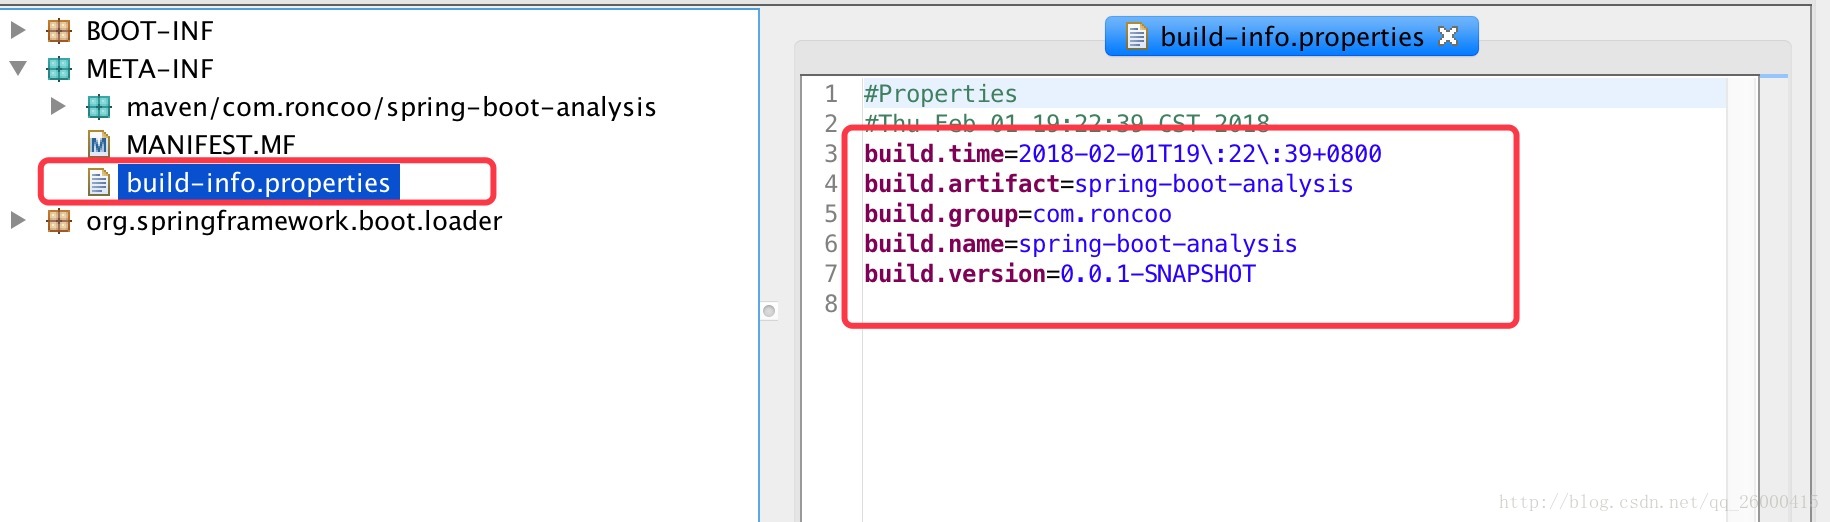 BOOT-INF
META-INF
maven/com.roncoo/spring-boot-analysis
MANIFEST.MF
build-info.properties
org.springframework.boot.loader
build-info.properties
1 #Properties
2 #Thu Feb 01 19:22:39 CST 2018
3 build.time=2018-02-01T19\:22\:39+0800
4 build.artifact=spring-boot-analysis
5 build.group=com.roncoo
6 build.name=spring-boot-analysis
7 build.version=0.0.1-SNAPSHOT
8
http://blog.csdn.net/qq_26000415